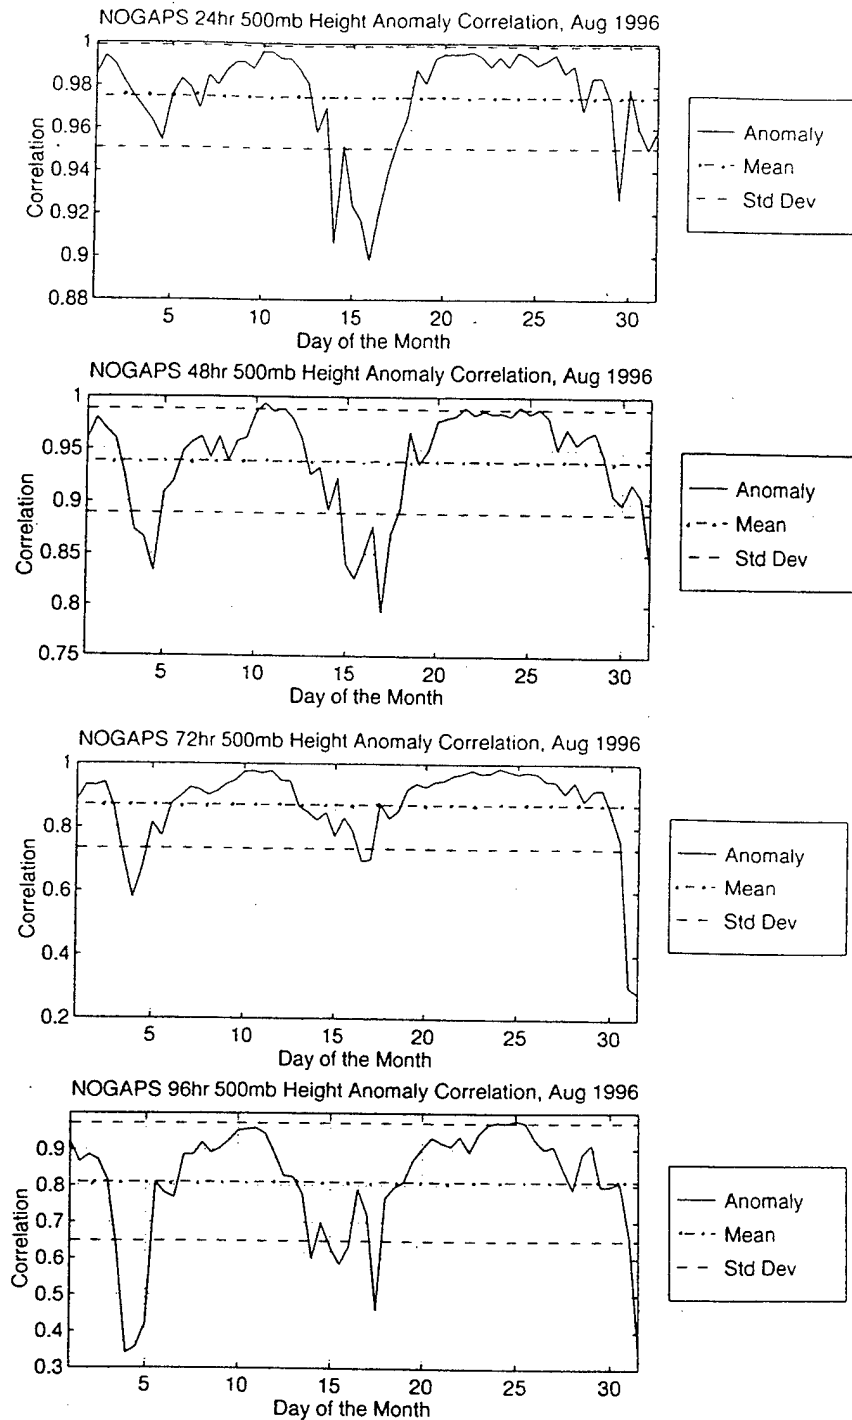 NOGAPS 24hr 500mb Height Anomaly Correlation, Aug 1996
1
0.98
0.96
0.94
0.92
0.9
0.88
Correlation
5 10 15 20 25 30
Day of the Month
Anomaly
Mean
Std Dev
NOGAPS 48hr 500mb Height Anomaly Correlation, Aug 1996
1
0.95
0.9
0.85
0.8
0.75
Correlation
5 10 15 20 25 30
Day of the Month
Anomaly
Mean
Std Dev
NOGAPS 72hr 500mb Height Anomaly Correlation, Aug 1996
1
0.8
0.6
0.4
0.2
Correlation
5 10 15 20 25 30
Day of the Month
Anomaly
Mean
Std Dev
NOGAPS 96hr 500mb Height Anomaly Correlation, Aug 1996
0.9
0.8
0.7
0.6
0.5
0.4
0.3
Correlation
5 10 15 20 25 30
Day of the Month
Anomaly
Mean
Std Dev